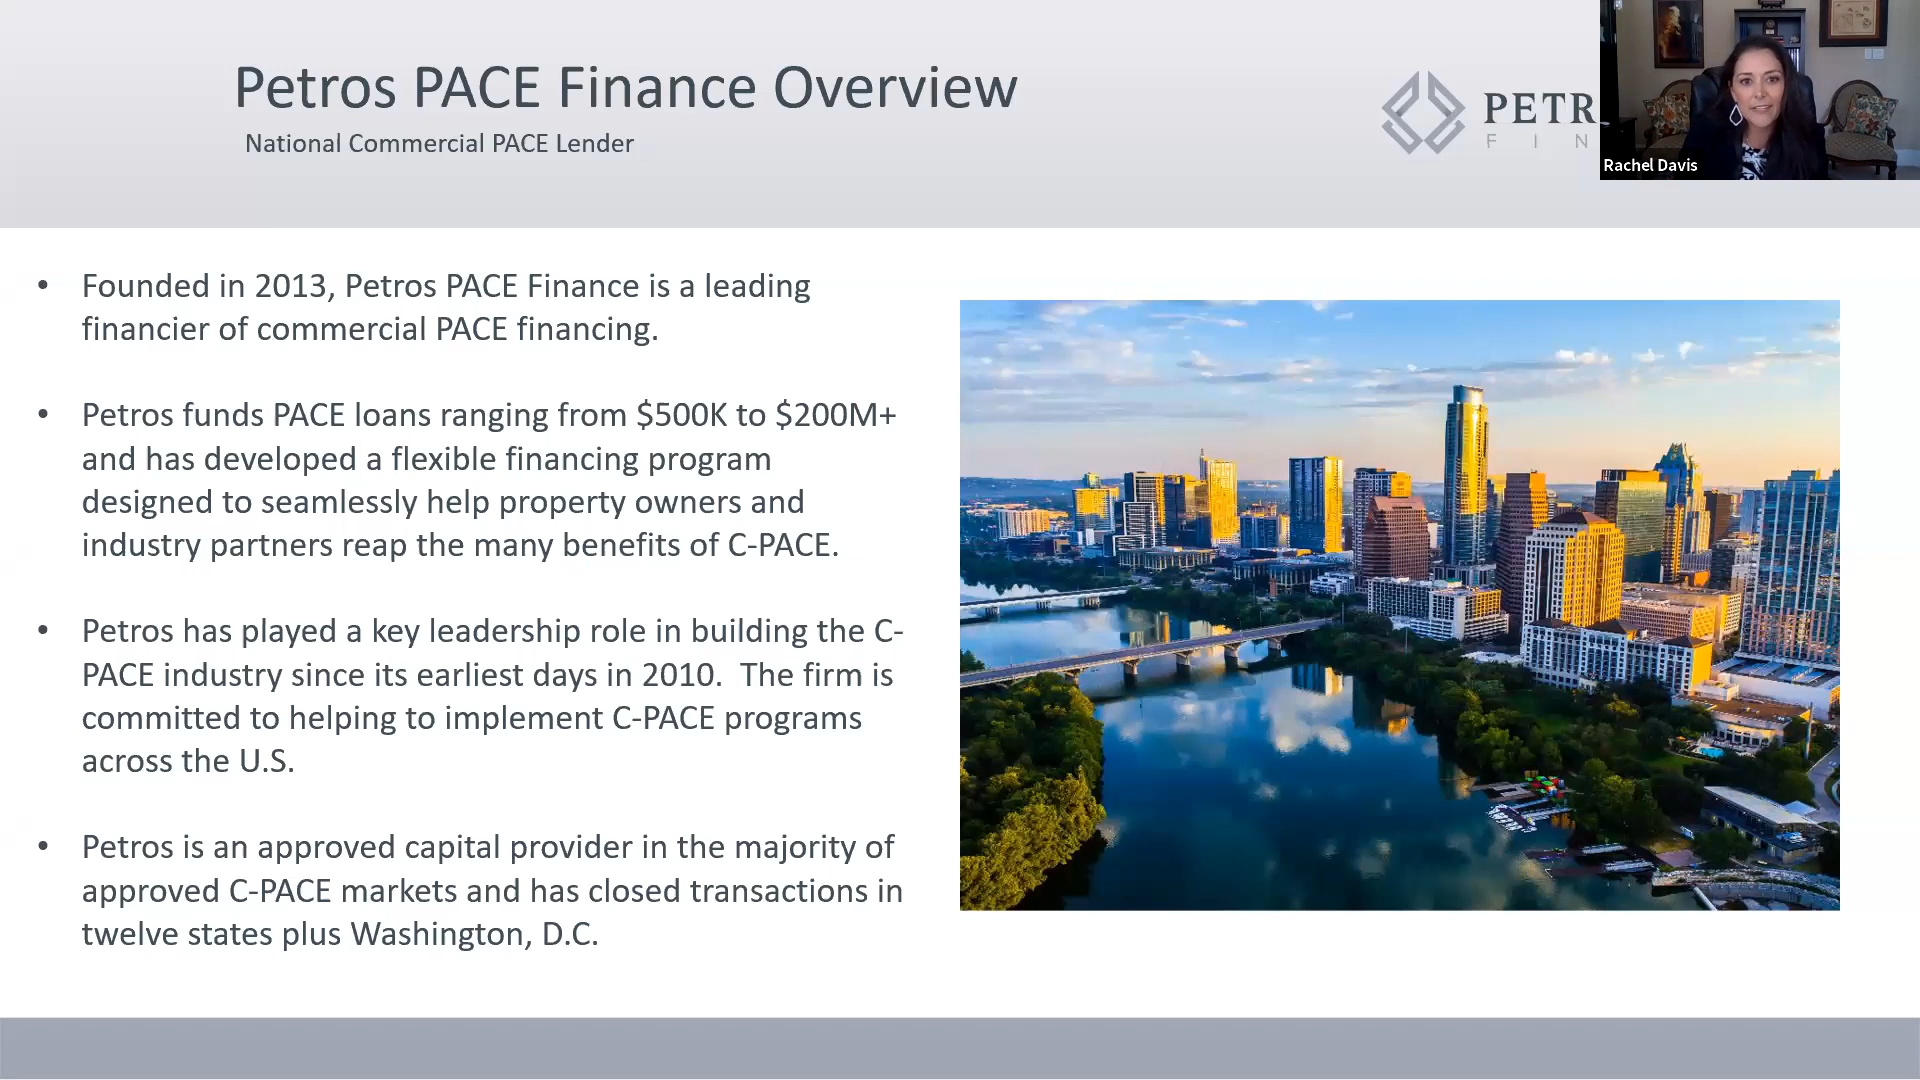 Petros PACE Finance Overview
National Commercial PACE Lender
PETR
F I N
Rachel Davis
• Founded in 2013, Petros PACE Finance is a leading
financier of commercial PACE financing.
• Petros funds PACE loans ranging from $500K to $200M+
and has developed a flexible financing program
designed to seamlessly help property owners and
industry partners reap the many benefits of C-PACE.
• Petros has played a key leadership role in building the C-
PACE industry since its earliest days in 2010.  The firm is
committed to helping to implement C-PACE programs
across the U.S.
• Petros is an approved capital provider in the majority of
approved C-PACE markets and has closed transactions in
twelve states plus Washington, D.C.